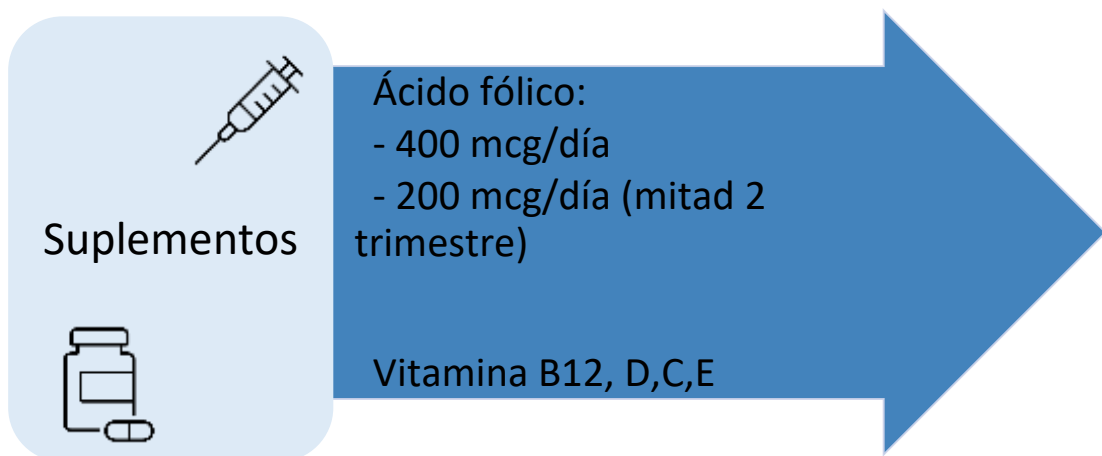 Suplementos
Ácido fólico:
- 400 mcg/día
- 200 mcg/día (mitad 2
trimestre)
Vitamina B12, D,C,E